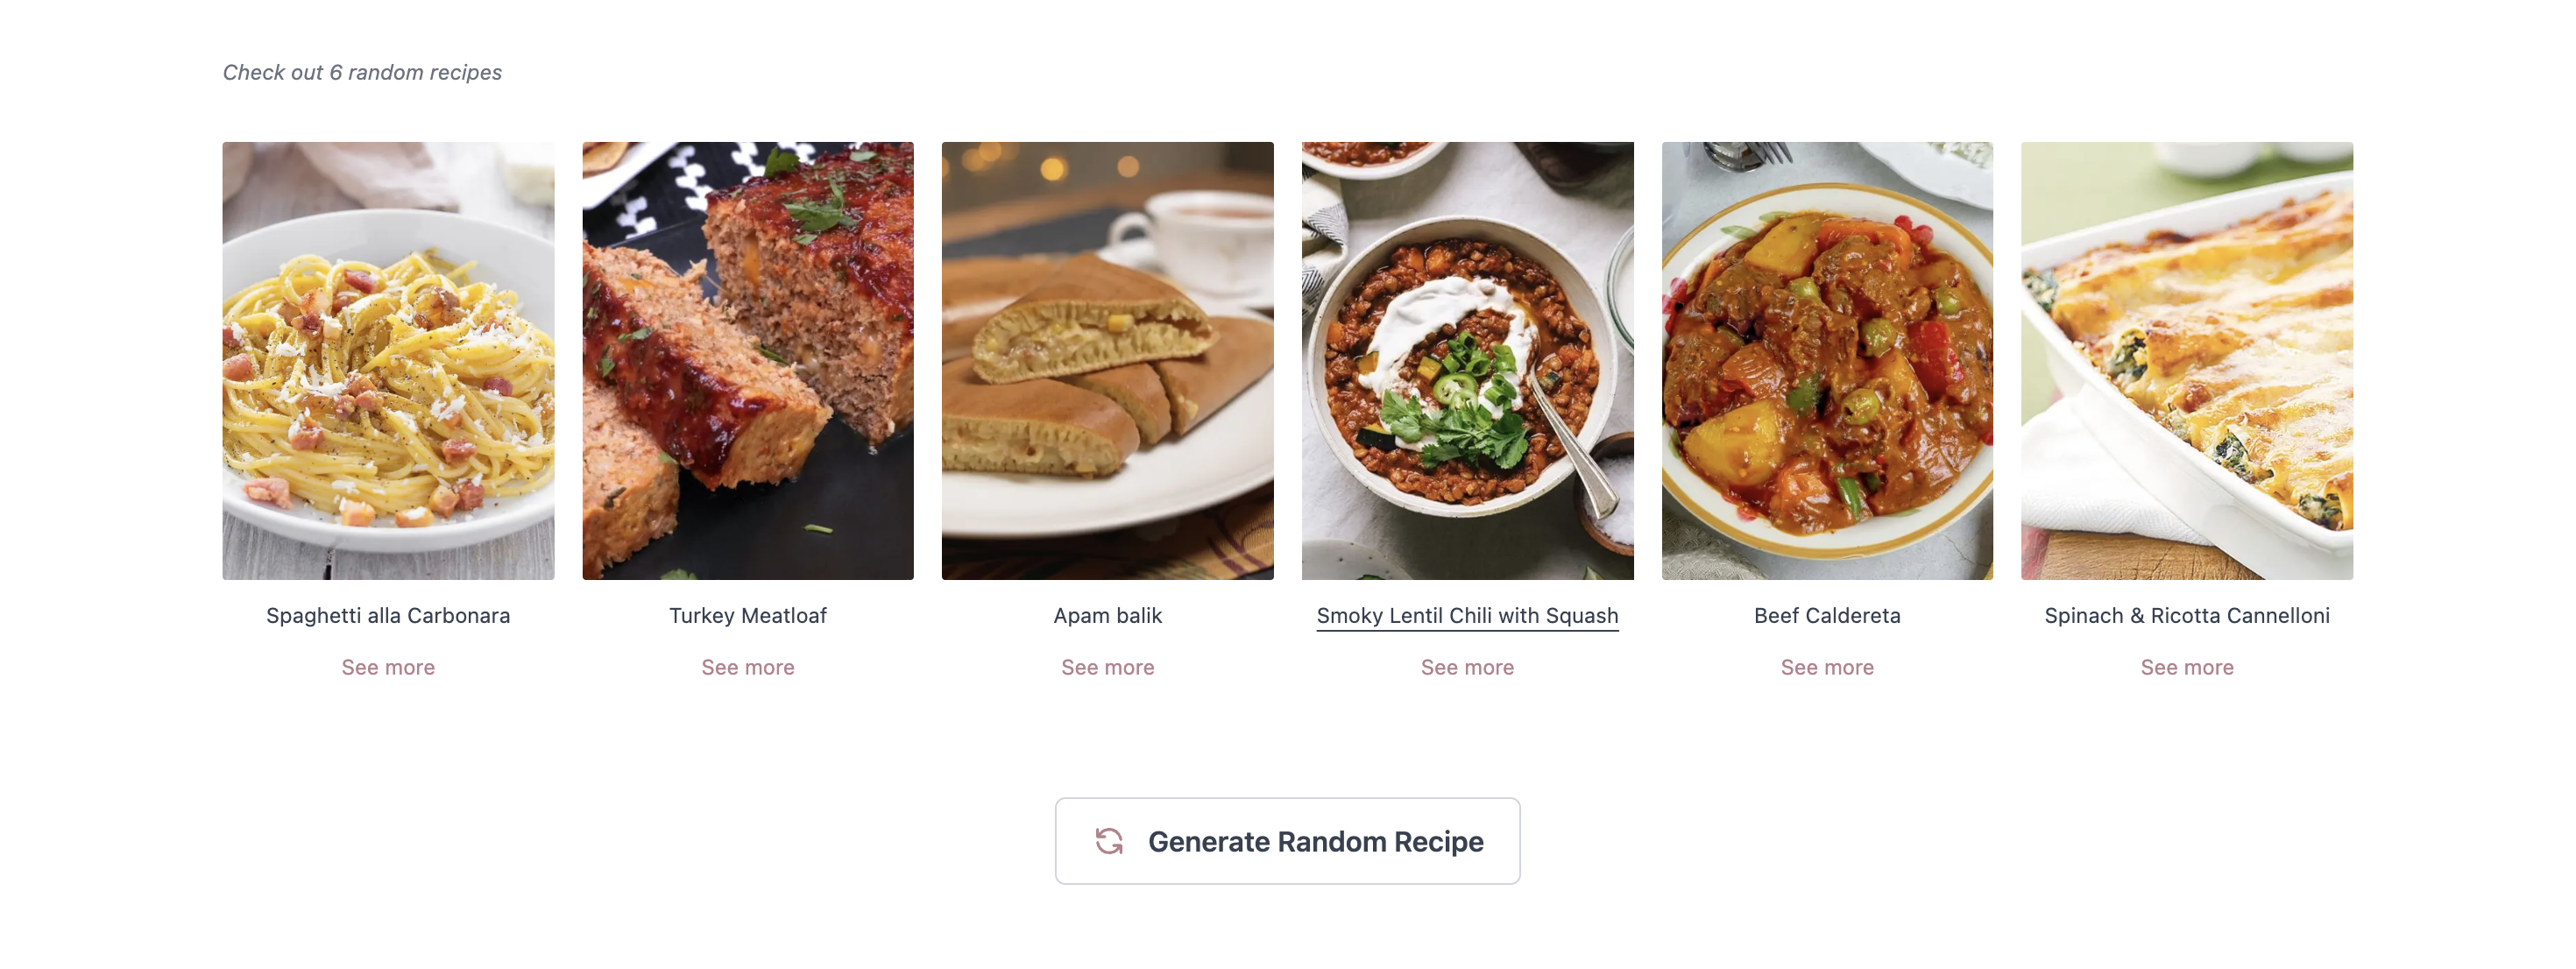 Check out 6 random recipes
Spaghetti alla Carbonara
See more
Turkey Meatloaf
See more
Apam balik
See more
Smoky Lentil Chili with Squash
See more
Beef Caldereta
See more
Spinach & Ricotta Cannelloni
See more
Generate Random Recipe